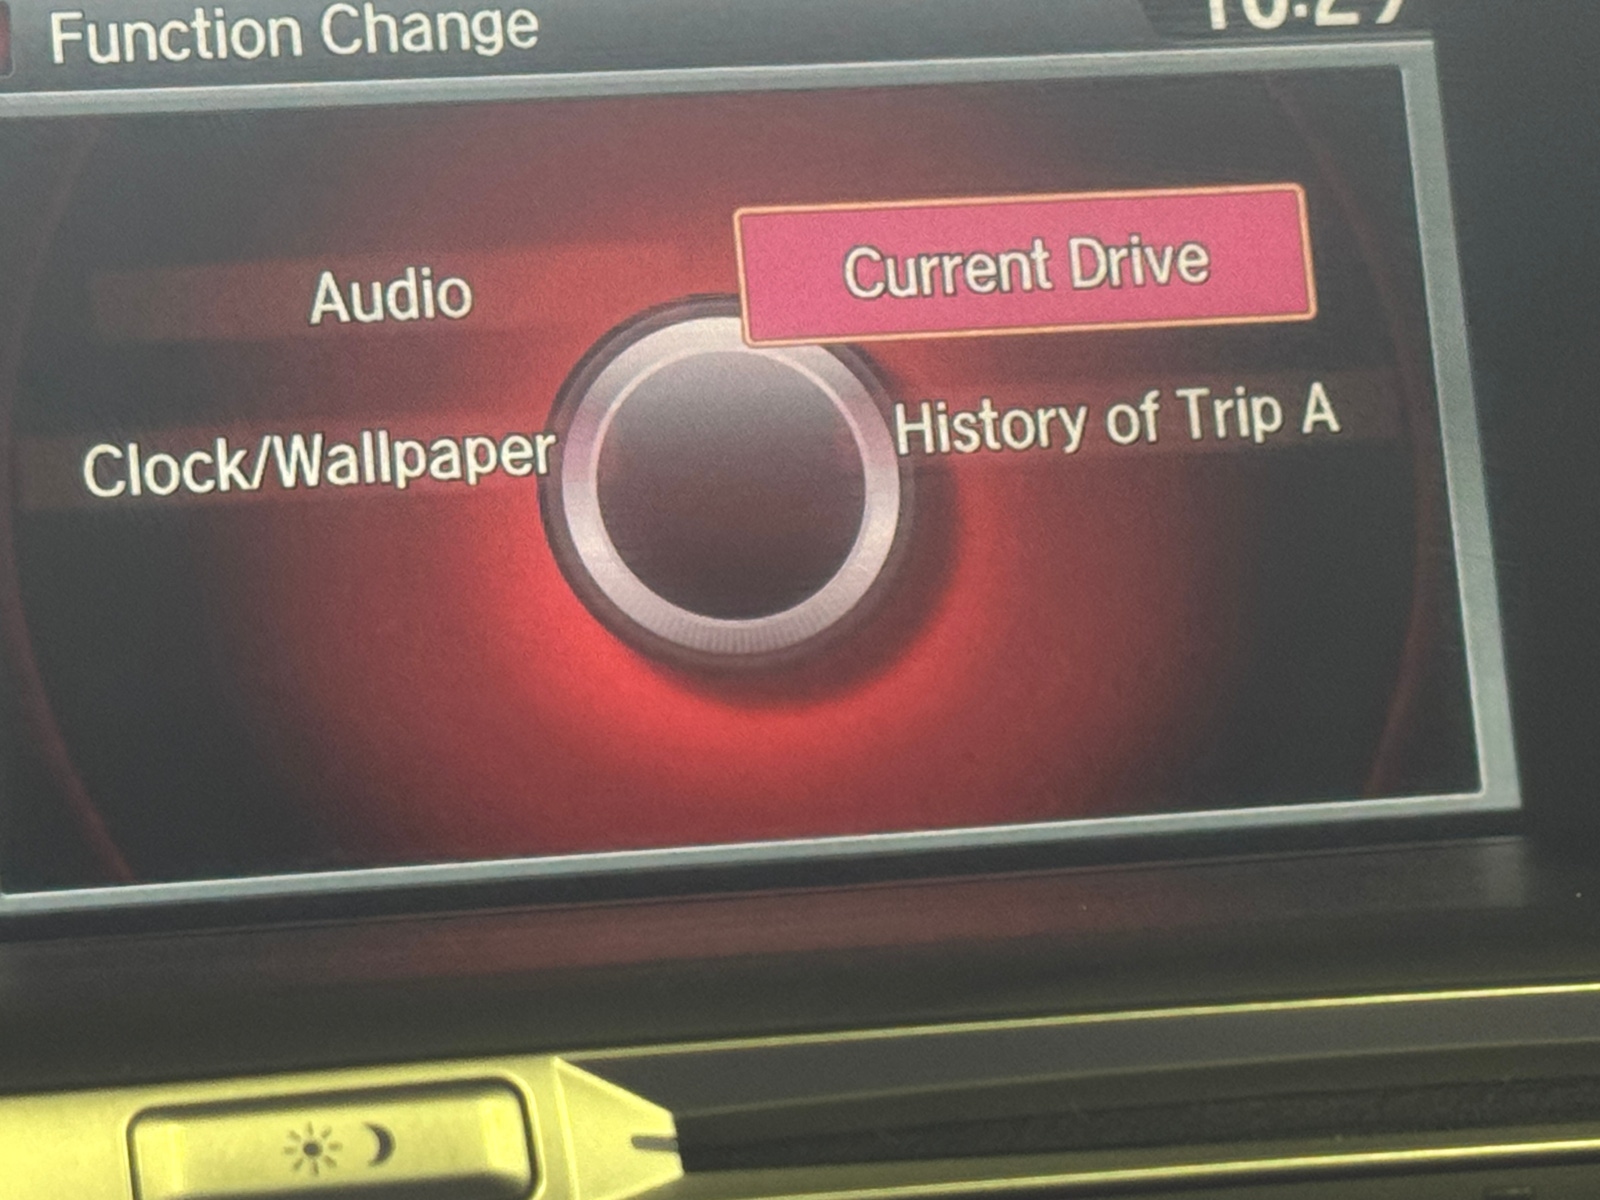 Function Change
Audio
Current Drive
Clock/Wallpaper
History of Trip A